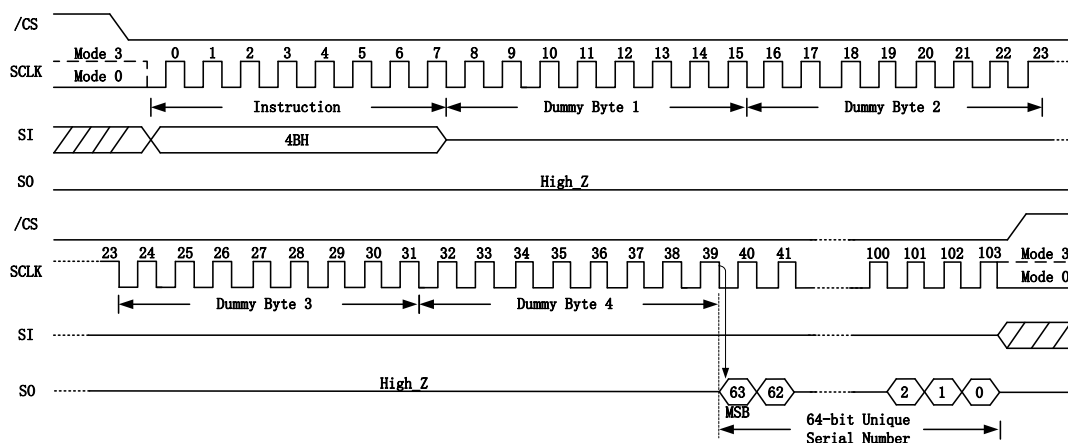 /CS
Mode 3 0 1 2 3 4 5 6 7 8 9 10 11 12 13 14 15 16 17 18 19 20 21 22 23
SCLK
Mode 0
Instruction Dummy Byte 1 Dummy Byte 2
SI
4BH
SO
High_Z
/CS
23 24 25 26 27 28 29 30 31 32 33 34 35 36 37 38 39 40 41 100 101 102 103 Mode 3
SCLK
Mode 0
Dummy Byte 3 Dummy Byte 4
SI
High_Z
SO
63 62 2 1 0
MSB
64-bit Unique
Serial Number